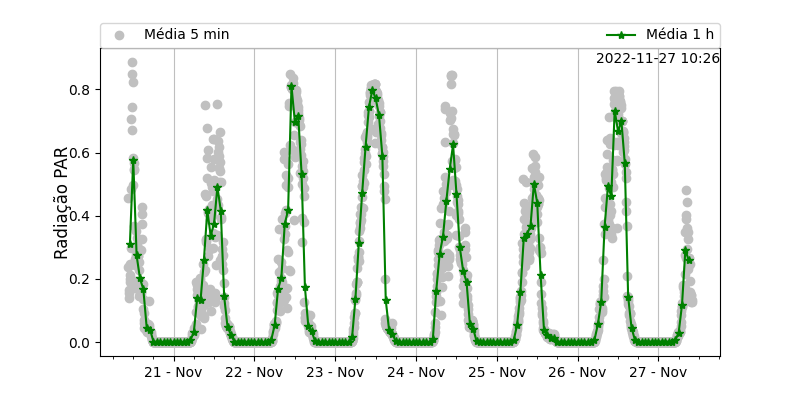 Média 5 min
Média 1 h
2022-11-27 10:26
Radiação PAR
0.8
0.6
0.4
0.2
0.0
21 - Nov
22 - Nov
23 - Nov
24 - Nov
25 - Nov
26 - Nov
27 - Nov